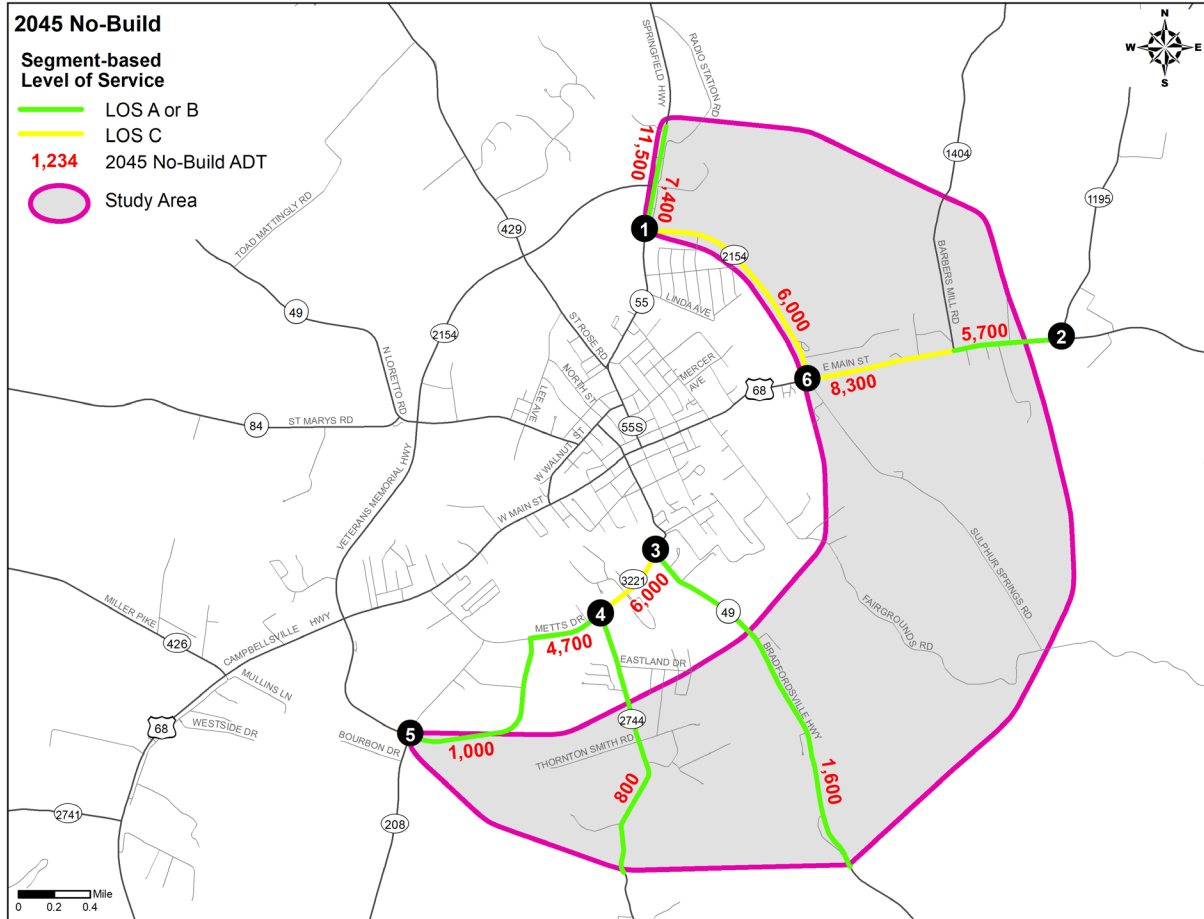 2045 No-Build
Segment-based
Level of Service
LOS A or B
LOS C
1,234 2045 No-Build ADT
Study Area
N
W E
S
SPRINGFIELD HWY
RADIO STATION RD
11,500
7,400
1
1404
1195
TOAD MATTINGLY RD
429
2154
49
55
LINDA AVE
6,000
BARBERS MILL RD
5,700
2
2154
N LORETTO RD
ST ROSE RD
E MAIN ST
8,300
6
68
MERCER
AVE
NORTH ST
LEE AVE
84
ST MARYS RD
55S
W WALNUT ST
W MAIN ST
VETERANS MEMORIAL HWY
SULPHUR SPRINGS RD
FAIRGROUNDS RD
3
3221
9,000
4
METTS DR
4,700
49
MILLER PIKE
426
CAMPBELLSVILLE HWY
MULLINS LN
WESTSIDE DR
68
EASTLAND DR
BRADFORDSVILLE HWY
2744
THORNTON SMITH RD
5
BOURBON DR
1,000
800
1,600
2741
208
Mile
0 0.2 0.4